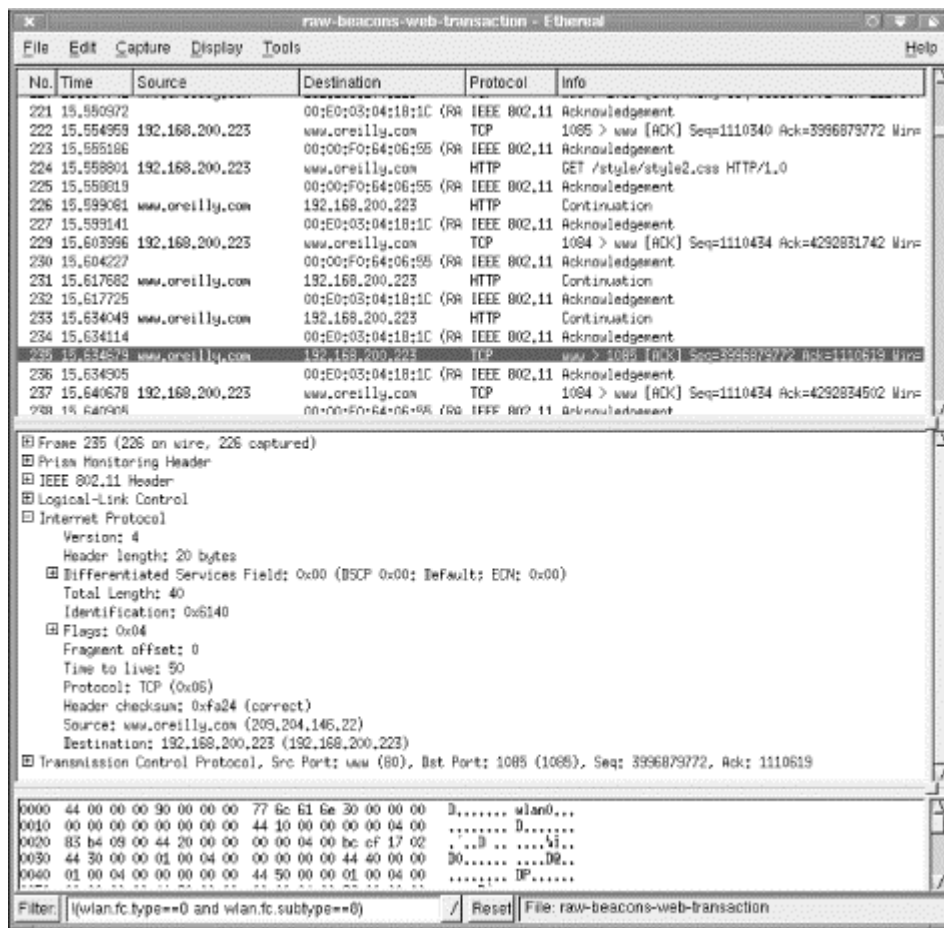 raw-beacons-web-transaction - Ethereal
File Edit Capture Display Tools Help
No. Time Source Destination Protocol Info
221 15.550972 00:E0:03:04:18:1C (RA IEEE 802.11 Acknowledgement
222 15.554959 192.168.200.223 www.oreilly.com TCP 1085 > www [ACK] Seq=1110340 Ack=3996879772 Win=
223 15.555186 00:00:F0:64:06:55 (RA IEEE 802.11 Acknowledgement
224 15.558801 192.168.200.223 www.oreilly.com HTTP GET /style/style2.css HTTP/1.0
225 15.558819 00:00:F0:64:06:55 (RA IEEE 802.11 Acknowledgement
226 15.599081 www.oreilly.com 192.168.200.223 HTTP Continuation
227 15.599141 00:E0:03:04:18:1C (RA IEEE 802.11 Acknowledgement
229 15.603996 192.168.200.223 www.oreilly.com TCP 1084 > www [ACK] Seq=1110434 Ack=4292831742 Win=
230 15.604227 00:00:F0:64:06:55 (RA IEEE 802.11 Acknowledgement
231 15.617682 www.oreilly.com 192.168.200.223 HTTP Continuation
232 15.617725 00:E0:03:04:18:1C (RA IEEE 802.11 Acknowledgement
233 15.634049 www.oreilly.com 192.168.200.223 HTTP Continuation
234 15.634114 00:E0:03:04:18:1C (RA IEEE 802.11 Acknowledgement
235 15.634679 www.oreilly.com 192.168.200.223 TCP www > 1085 [ACK] Seq=3996879772 Ack=1110619 Win=
236 15.634905 00:E0:03:04:18:1C (RA IEEE 802.11 Acknowledgement
237 15.640678 192.168.200.223 www.oreilly.com TCP 1084 > www [ACK] Seq=1110434 Ack=4292834502 Win=
238 15.640905 00:00:F0:64:06:55 (RA IEEE 802.11 Acknowledgement
Frame 235 (226 on wire, 226 captured)
Prism Monitoring Header
IEEE 802.11 Header
Logical-Link Control
Internet Protocol
Version: 4
Header length: 20 bytes
Differentiated Services Field: 0x00 (DSCP 0x00: Default; ECN: 0x00)
Total Length: 40
Identification: 0x6140
Flags: 0x04
Fragment offset: 0
Time to live: 50
Protocol: TCP (0x06)
Header checksum: 0xfa24 (correct)
Source: www.oreilly.com (209.204.146.22)
Destination: 192.168.200.223 (192.168.200.223)
Transmission Control Protocol, Src Port: www (80), Dst Port: 1085 (1085), Seq: 3996879772, Ack: 1110619
0000 44 00 00 00 90 00 00 00 77 6c 61 6e 30 00 00 00 D....... wlan0...
0010 00 00 00 00 00 00 00 00 44 10 00 00 00 00 04 00 ........ D.......
0020 83 b4 09 00 44 20 00 00 00 00 04 00 bc cf 17 02
0030 44 30 00 00 01 00 04 00 00 00 00 00 44 40 00 00 D0...... ....D@..
0040 01 00 04 00 00 00 00 00 44 50 00 00 01 00 04 00 ........ DP......
Filter: !(wlan.fc.type==0 and wlan.fc.subtype==8) Reset File: raw-beacons-web-transaction